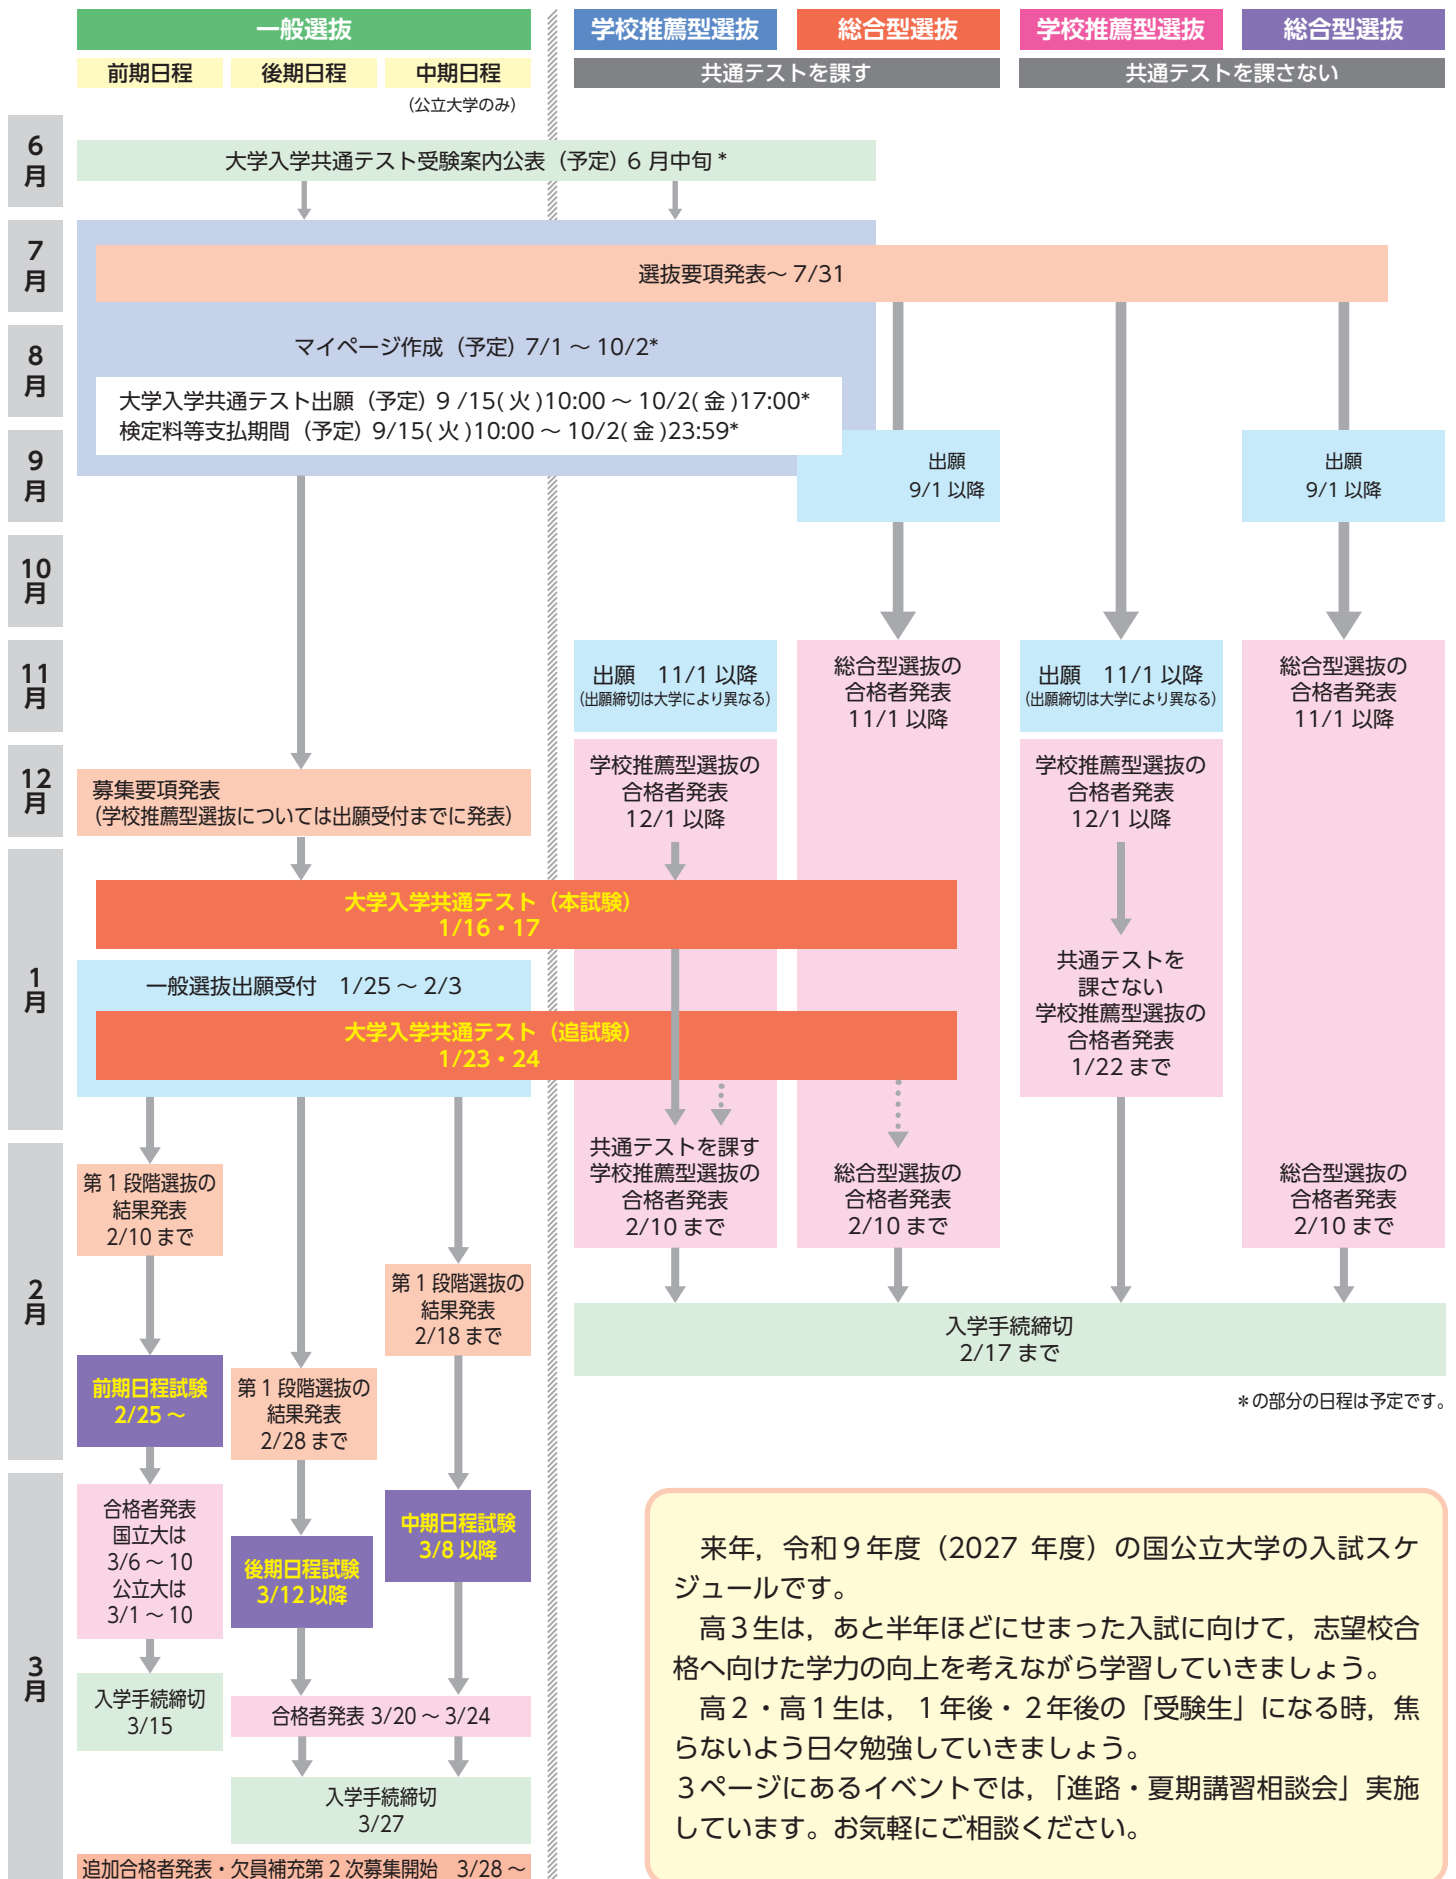 一般選抜
学校推薦型選抜
総合型選抜
学校推薦型選抜
総合型選抜
前期日程
後期日程
中期日程
(公立大学のみ)
共通テストを課す
共通テストを課さない
6月
大学入学共通テスト受験案内公表（予定）6 月中旬 *
7月
選抜要項発表～ 7/31
8月
マイページ作成（予定）7/1 ～ 10/2*
大学入学共通テスト出願（予定）9 /15( 火 )10:00 ～ 10/2( 金 )17:00*
検定料等支払期間（予定）9/15( 火 )10:00 ～ 10/2( 金 )23:59*
9月
出願
9/1 以降
出願
9/1 以降
10月
11月
出願　11/1 以降
(出願締切は大学により異なる)
総合型選抜の
合格者発表
11/1 以降
出願　11/1 以降
(出願締切は大学により異なる)
総合型選抜の
合格者発表
11/1 以降
12月
募集要項発表
(学校推薦型選抜については出願受付までに発表)
学校推薦型選抜の
合格者発表
12/1 以降
学校推薦型選抜の
合格者発表
12/1 以降
1月
大学入学共通テスト（本試験）
1/16・17
一般選抜出願受付　1/25 ～ 2/3
大学入学共通テスト（追試験）
1/23・24
共通テストを
課さない
学校推薦型選抜の
合格者発表
1/22 まで
2月
共通テストを課す
学校推薦型選抜の
合格者発表
2/10 まで
総合型選抜の
合格者発表
2/10 まで
総合型選抜の
合格者発表
2/10 まで
第 1 段階選抜の
結果発表
2/10 まで
第 1 段階選抜の
結果発表
2/18 まで
入学手続締切
2/17 まで
前期日程試験
2/25 ～
第 1 段階選抜の
結果発表
2/28 まで
＊の部分の日程は予定です。
3月
合格者発表
国立大は
3/6 ～ 10
公立大は
3/1 ～ 10
後期日程試験
3/12 以降
中期日程試験
3/8 以降
入学手続締切
3/15
合格者発表 3/20 ～ 3/24
入学手続締切
3/27
追加合格者発表・欠員補充第 2 次募集開始　3/28 ～
来年，令和９年度（2027 年度）の国公立大学の入試スケ
ジュールです。
高３生は，あと半年ほどにせまった入試に向けて，志望校合
格へ向けた学力の向上を考えながら学習していきましょう。
高２・高１生は，１年後・２年後の「受験生」になる時，焦
らないよう日々勉強していきましょう。
３ページにあるイベントでは，「進路・夏期講習相談会」実施
しています。お気軽にご相談ください。